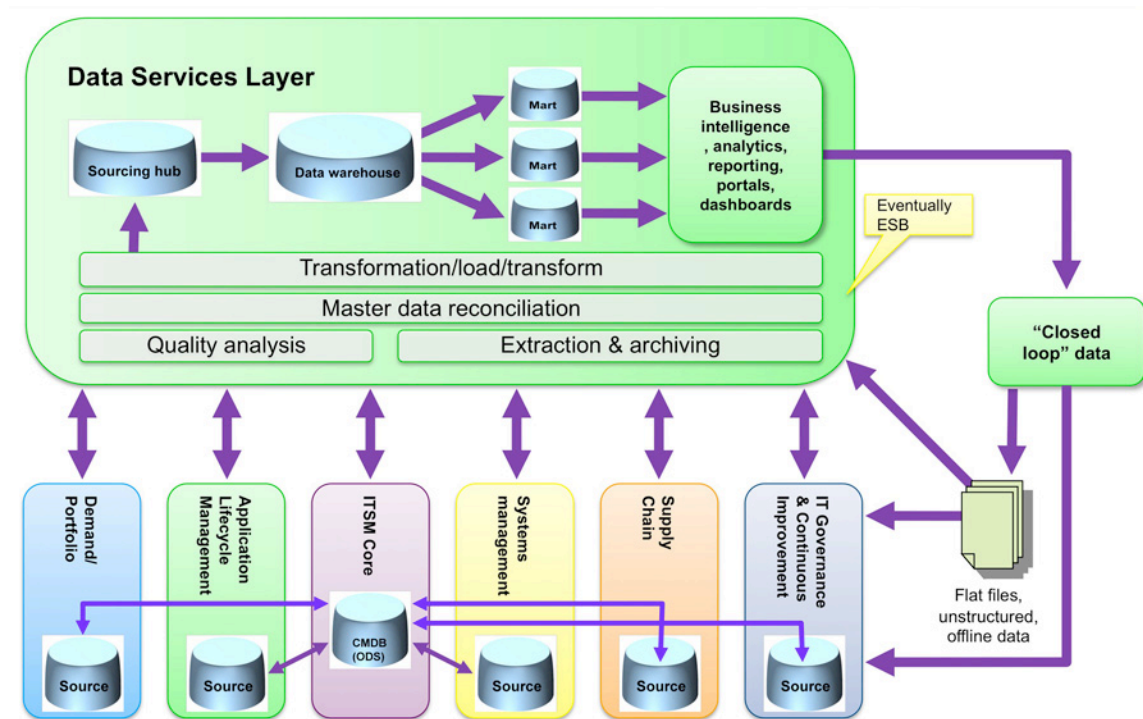 Data Services Layer
Sourcing hub
Data warehouse
Mart
Mart
Mart
Business
intelligence
, analytics,
reporting,
portals,
dashboards
Eventually
ESB
Transformation/load/transform
Master data reconciliation
Quality analysis
Extraction & archiving
“Closed
loop” data
Demand/
Portfolio
Application
Lifecycle
Management
ITSM Core
Systems
management
Supply
Chain
IT Governance
& Continuous
Improvement
Flat files,
unstructured,
offline data
Source
Source
CMDB
(ODS)
Source
Source
Source